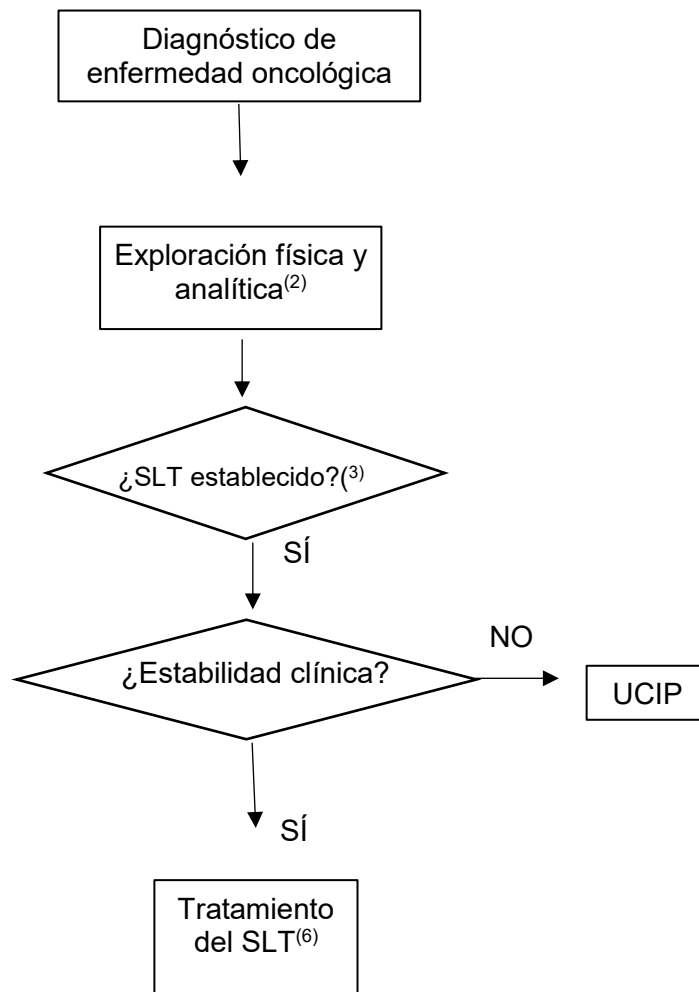 Diagnóstico de
enfermedad oncológica
Exploración física y
analítica(2)
¿SLT establecido?(3)
SÍ
¿Estabilidad clínica?
NO
UCIP
SÍ
Tratamiento
del SLT(6)